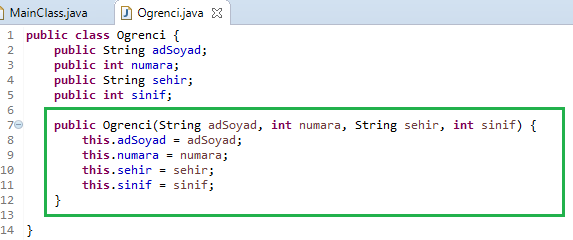 MainClass.java Ogrenci.java
1 public class Ogrenci {
2 public String adSoyad;
3 public int numara;
4 public String sehir;
5 public int sinif;
6
7 public Ogrenci(String adSoyad, int numara, String sehir, int sinif) {
8 this.adSoyad = adSoyad;
9 this.numara = numara;
10 this.sehir = sehir;
11 this.sinif = sinif;
12 }
13
14 }